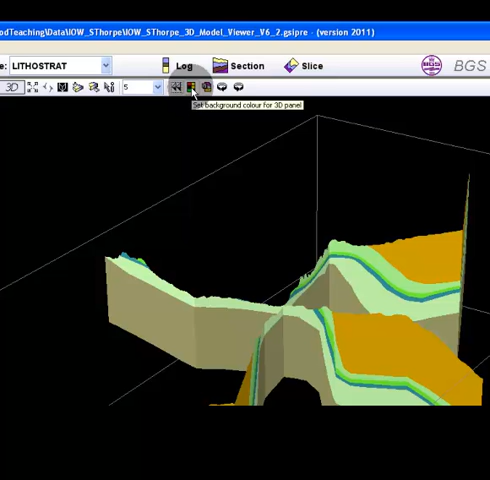 odTeaching\Data\IOW_SThorpe\IOW_SThorpe_3D_Model_Viewer_V6_2.gsipre - (version 2011)
e: LITHOSTRAT Log Section Slice BGS
3D 5
Set background colour for 3D panel